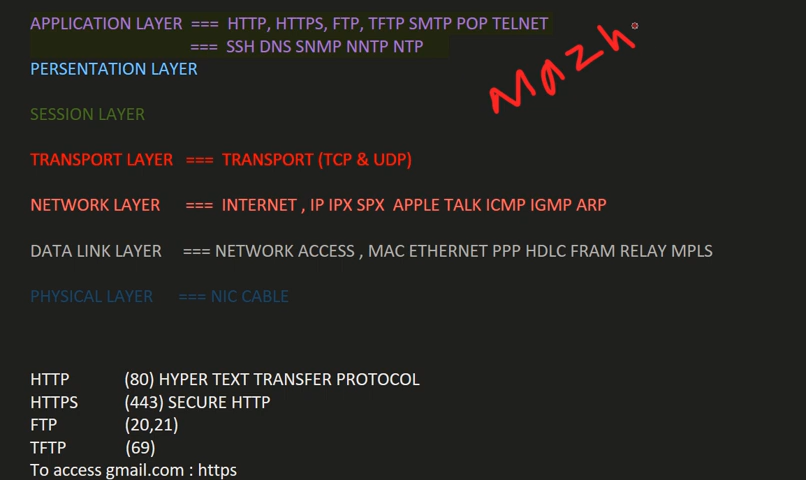 APPLICATION LAYER === HTTP, HTTPS, FTP, TFTP SMTP POP TELNET
=== SSH DNS SNMP NNTP NTP
PERSENTATION LAYER
Mazh
SESSION LAYER
TRANSPORT LAYER === TRANSPORT (TCP & UDP)
NETWORK LAYER === INTERNET , IP IPX SPX APPLE TALK ICMP IGMP ARP
DATA LINK LAYER === NETWORK ACCESS , MAC ETHERNET PPP HDLC FRAM RELAY MPLS
PHYSICAL LAYER === NIC CABLE
HTTP (80) HYPER TEXT TRANSFER PROTOCOL
HTTPS (443) SECURE HTTP
FTP (20,21)
TFTP (69)
To access gmail.com : https